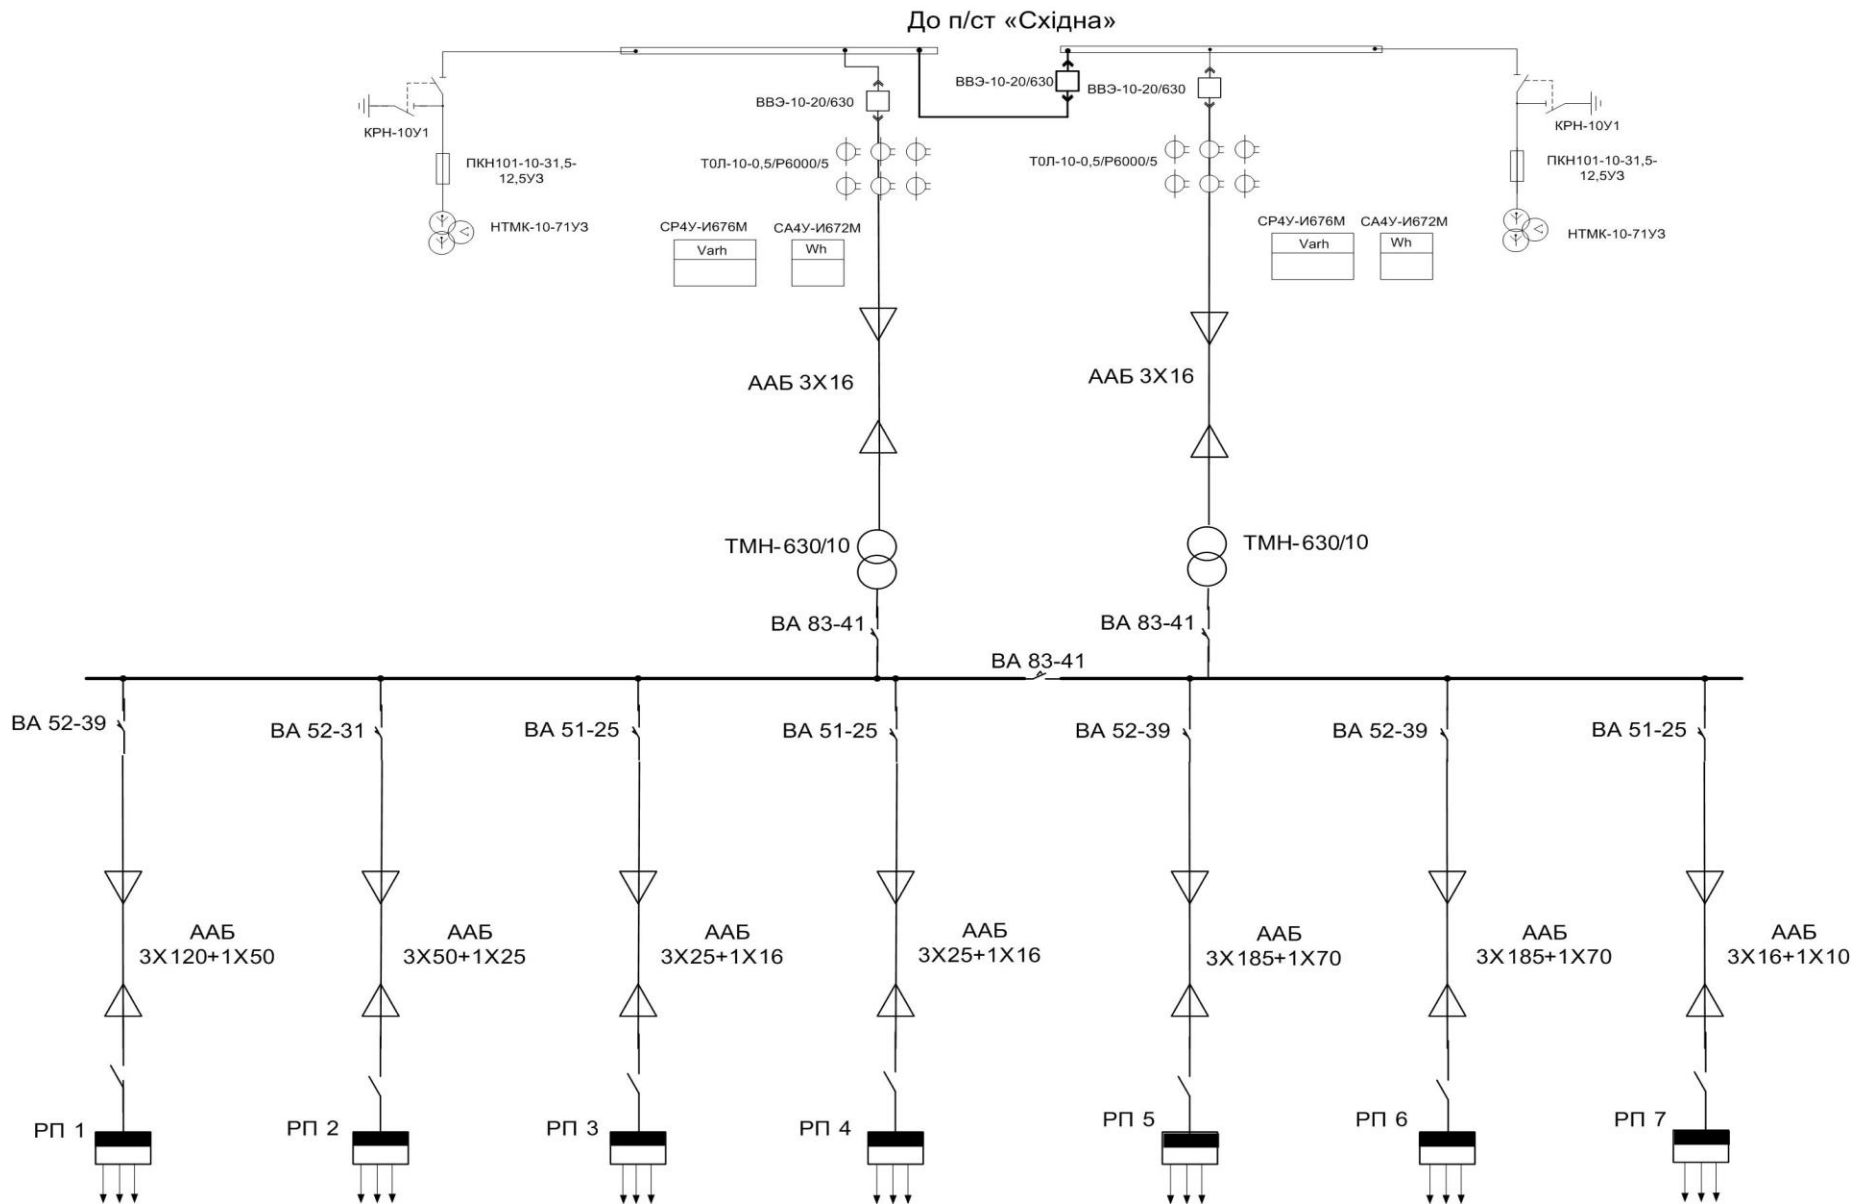 До п/ст «Східна»
ВВЭ-10-20/630
ВВЭ-10-20/630
ВВЭ-10-20/630
КРН-10У1
КРН-10У1
ПКН101-10-31,5-
12,5УЗ
Т0Л-10-0,5/Р6000/5
Т0Л-10-0,5/Р6000/5
ПКН101-10-31,5-
12,5УЗ
НТМК-10-71УЗ
СР4У-И676М
Varh
СА4У-И672М
Wh
СР4У-И676М
Varh
СА4У-И672М
Wh
НТМК-10-71УЗ
ААБ 3Х16
ААБ 3Х16
ТМН-630/10
ТМН-630/10
ВА 83-41
ВА 83-41
ВА 83-41
ВА 52-39
ВА 52-31
ВА 51-25
ВА 51-25
ВА 52-39
ВА 52-39
ВА 51-25
ААБ
3Х120+1Х50
ААБ
3Х50+1Х25
ААБ
3Х25+1Х16
ААБ
3Х25+1Х16
ААБ
3Х185+1Х70
ААБ
3Х185+1Х70
ААБ
3Х16+1Х10
РП 1
РП 2
РП 3
РП 4
РП 5
РП 6
РП 7